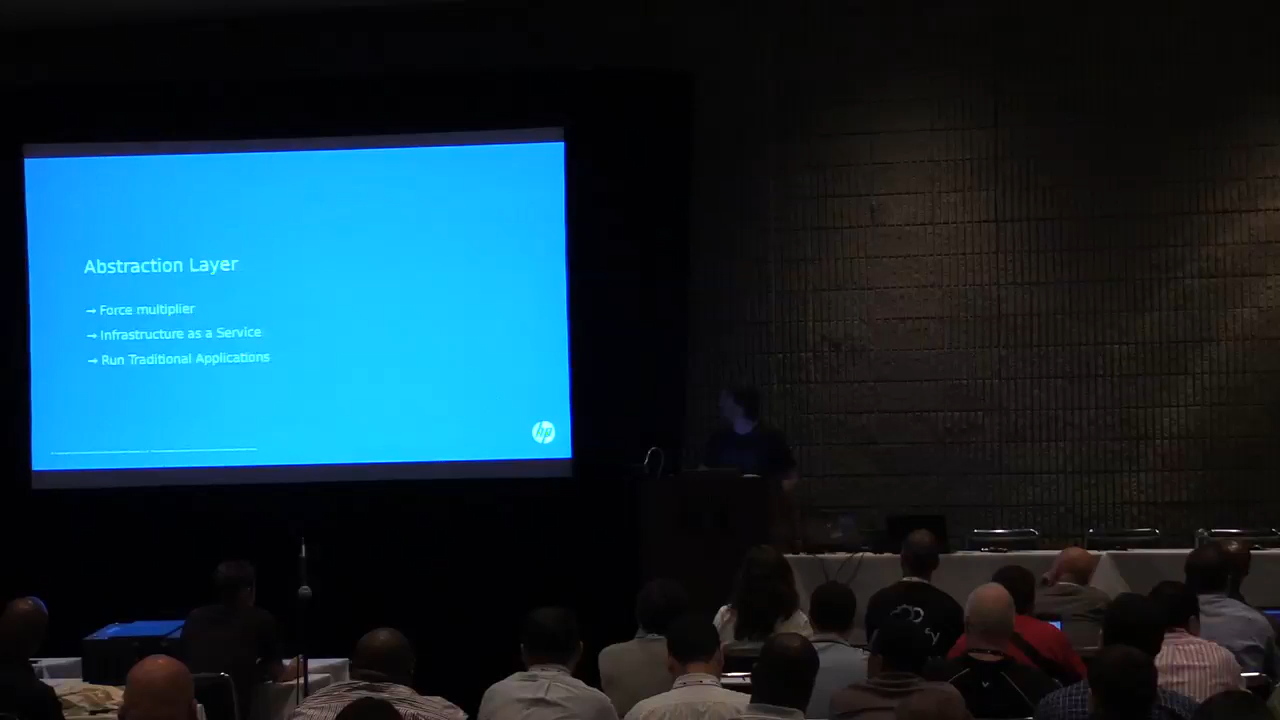 Abstraction Layer
→ Force multiplier
→ Infrastructure as a Service
→ Run Traditional Applications
hp